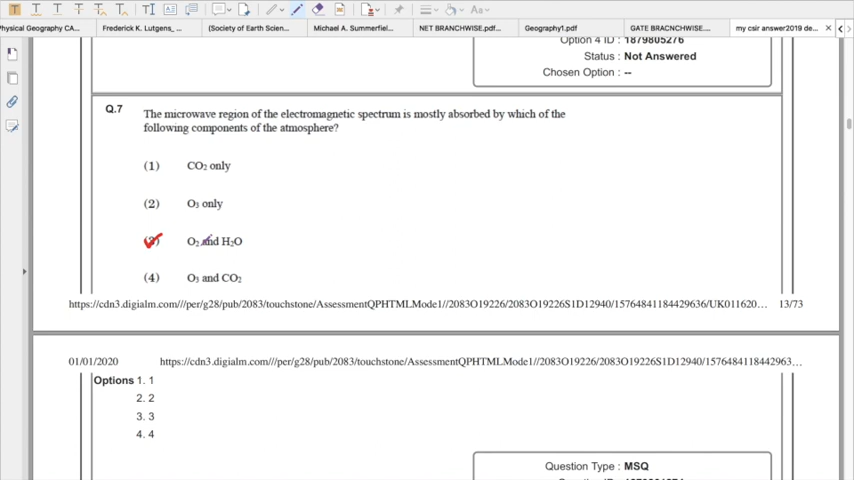 Physical Geography CA...
Frederick K. Lutgens,_ ...
(Society of Earth Scien...
Michael A. Summerfiel...
NET BRANCHWISE.pdf...
Geography1.pdf
GATE BRACNCHWISE....
my csir answer2019 de...
Option 4 ID : 1879805276
Status : Not Answered
Chosen Option : --
Q.7 The microwave region of the electromagnetic spectrum is mostly absorbed by which of the
following components of the atmosphere?
(1) CO₂ only
(2) O₃ only
(3) O₂ and H₂O
(4) O₃ and CO₂
https://cdn3.digialm.com///per/g28/pub/2083/touchstone/AssessmentQPHTMLMode1//2083O19226/2083O19226S1D12940/15764841184429636/UK011620... 13/73
01/01/2020 https://cdn3.digialm.com///per/g28/pub/2083/touchstone/AssessmentQPHTMLMode1//2083O19226/2083O19226S1D12940/1576484118442963...
Options 1. 1
2. 2
3. 3
4. 4
Question Type : MSQ